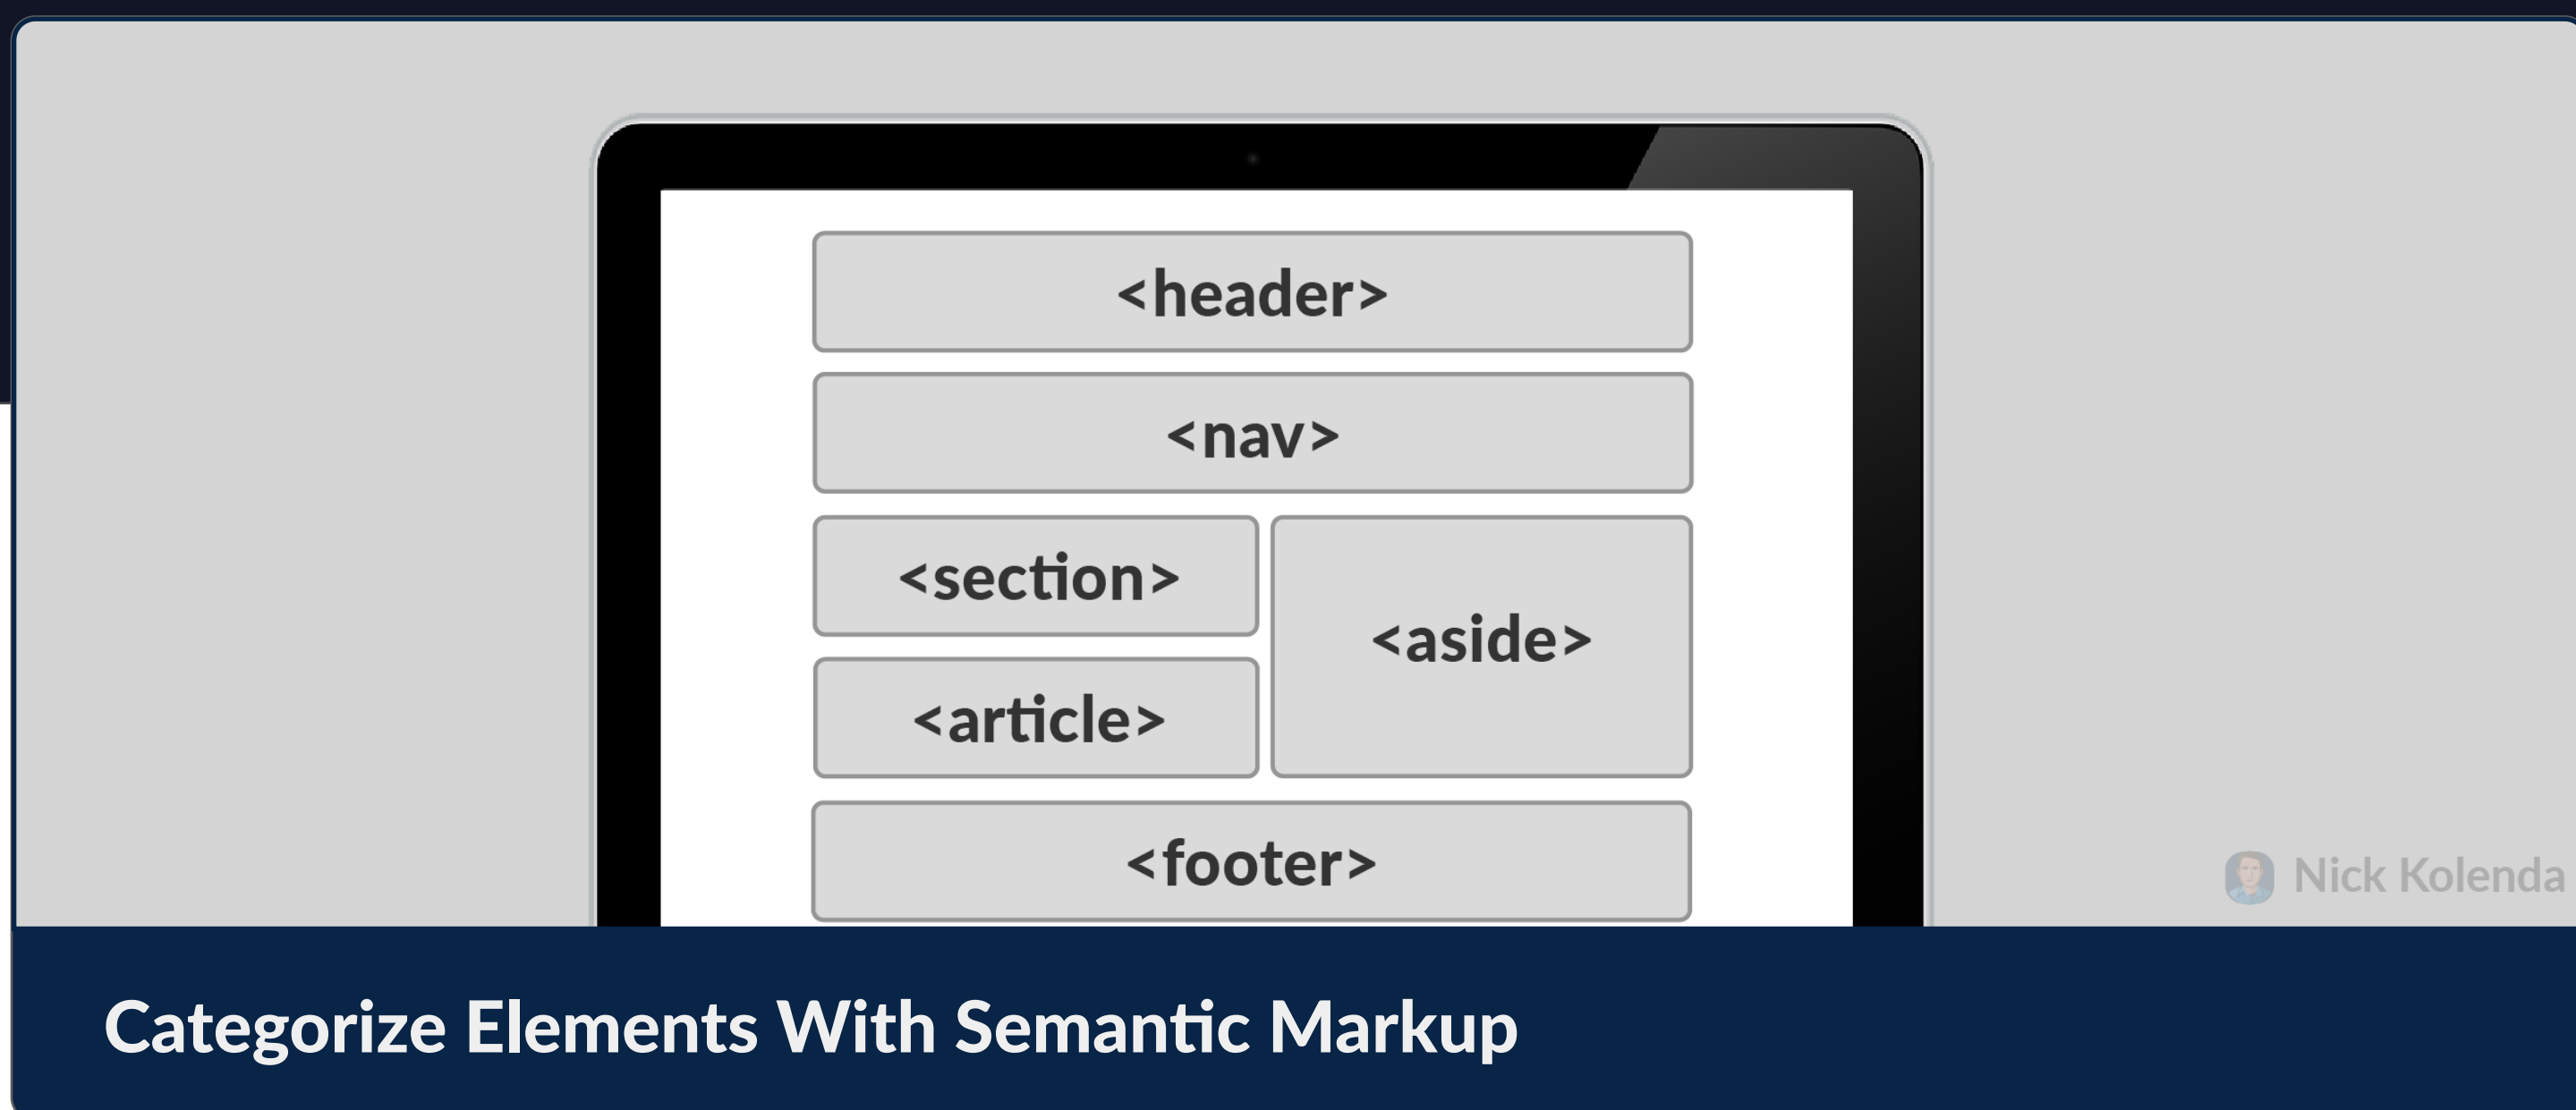 <header>
<nav>
<section>
<aside>
<article>
<footer>
Nick Kolenda
Categorize Elements With Semantic Markup